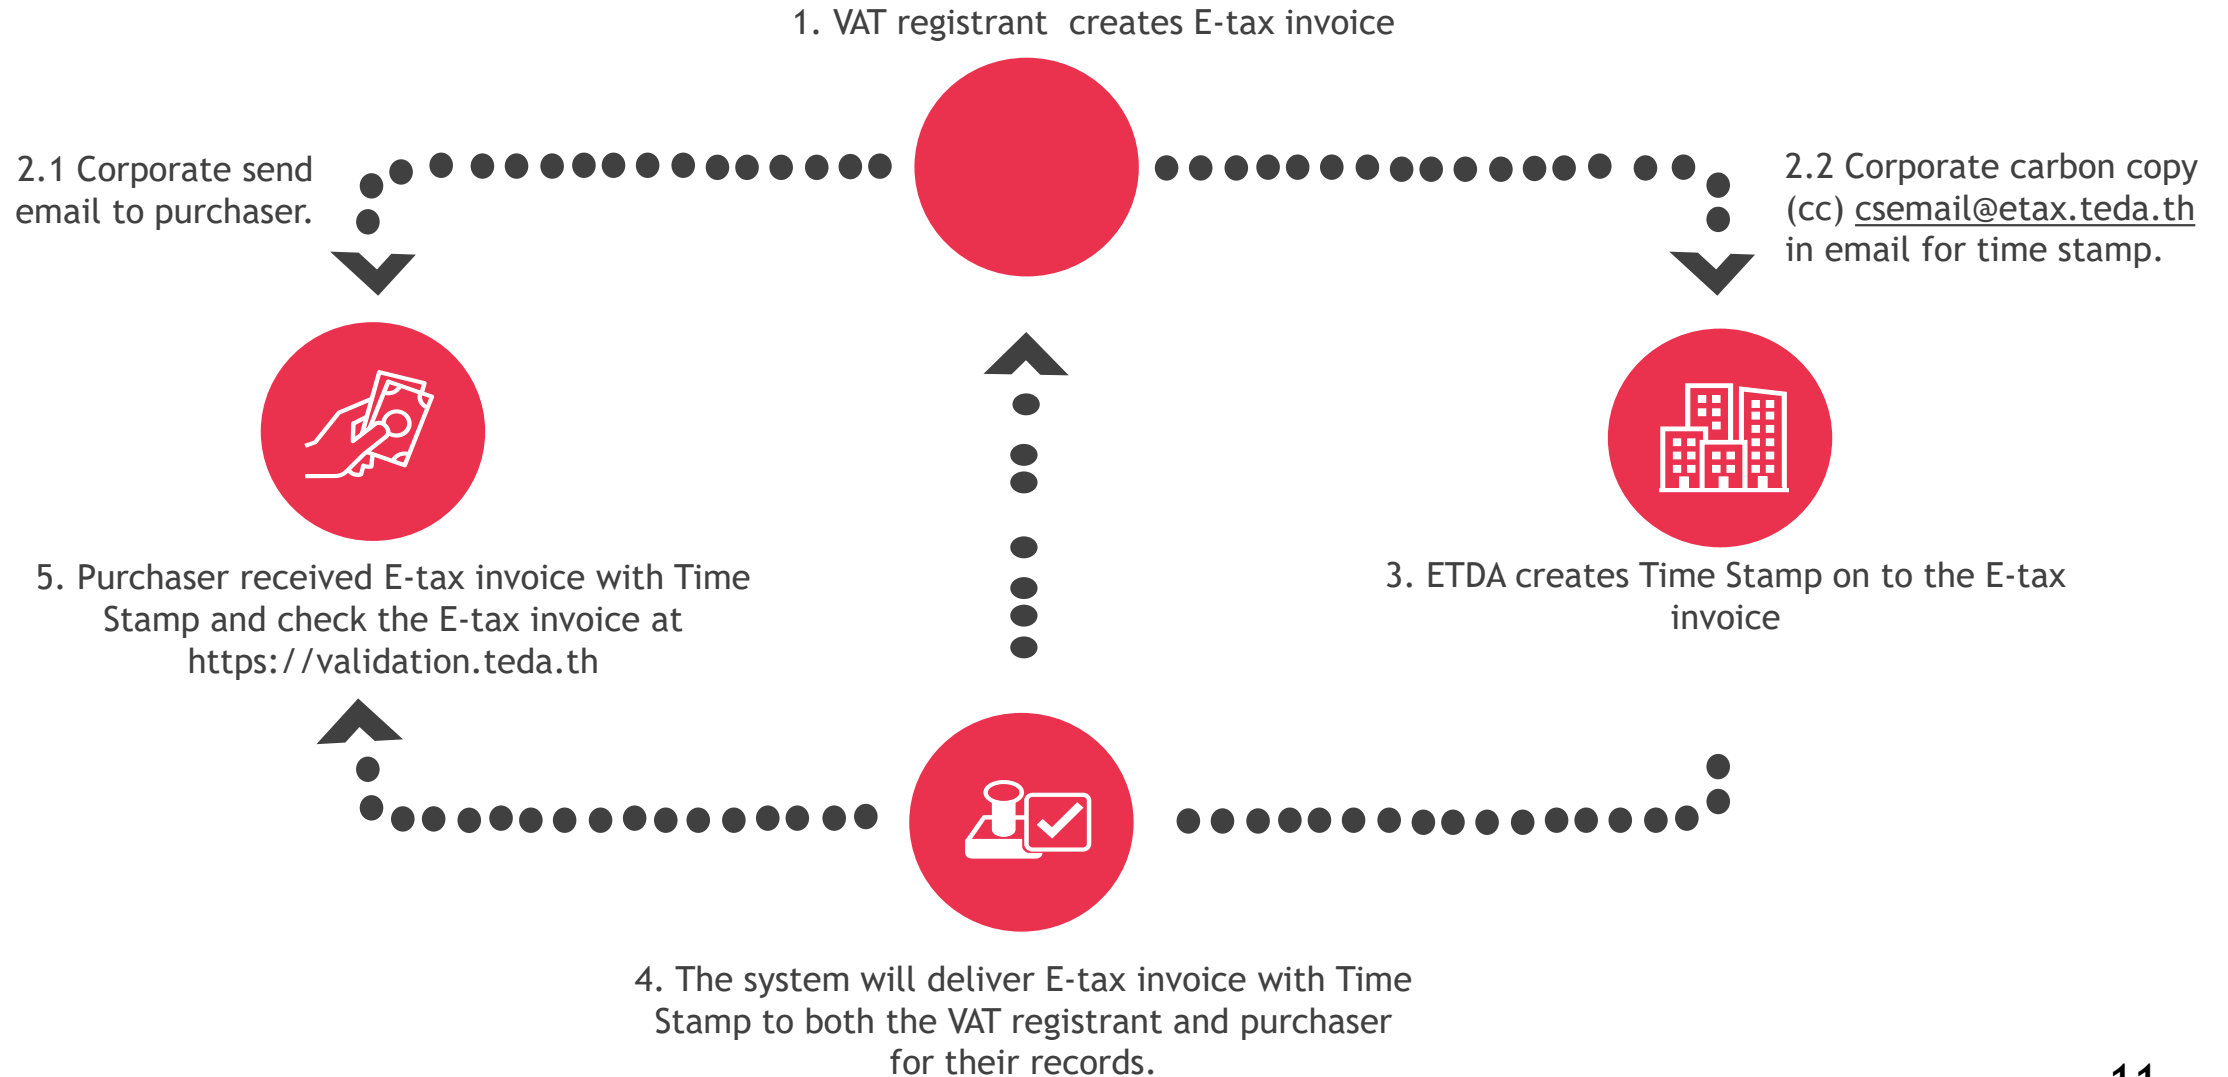 1. VAT registrant  creates E-tax invoice
2.1 Corporate send
email to purchaser.
2.2 Corporate carbon copy
(cc) csemail@etax.teda.th
in email for time stamp.
5. Purchaser received E-tax invoice with Time
Stamp and check the E-tax invoice at
https://validation.teda.th
3. ETDA creates Time Stamp on to the E-tax
invoice
4. The system will deliver E-tax invoice with Time
Stamp to both the VAT registrant and purchaser
for their records.
11